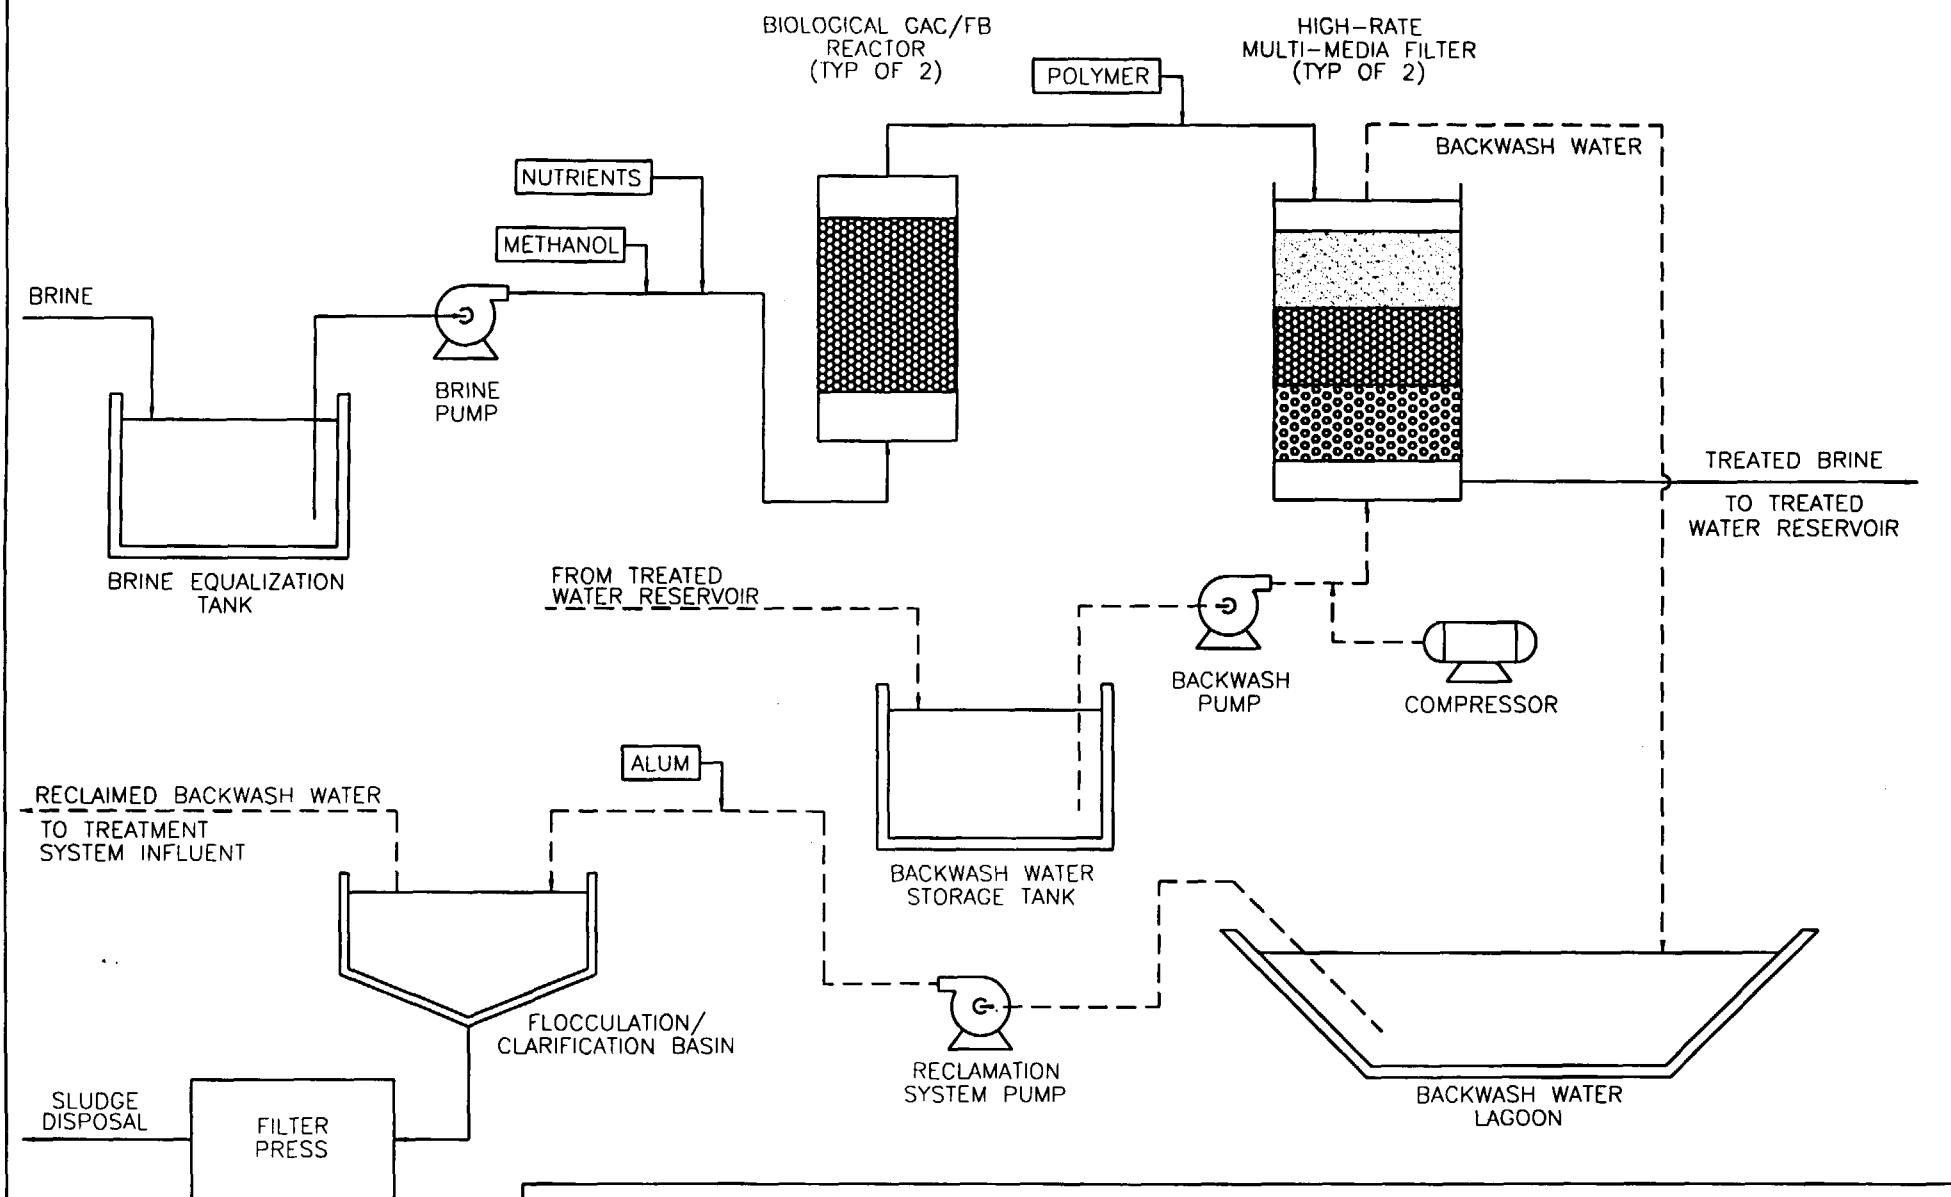 BIOLOGICAL GAC/FB
REACTOR
(TYP OF 2)
HIGH-RATE
MULTI-MEDIA FILTER
(TYP OF 2)
POLYMER
BACKWASH WATER
NUTRIENTS
METHANOL
BRINE
BRINE
PUMP
TREATED BRINE
TO TREATED
WATER RESERVOIR
BRINE EQUALIZATION
TANK
FROM TREATED
WATER RESERVOIR
BACKWASH
PUMP
COMPRESSOR
ALUM
RECLAIMED BACKWASH WATER
TO TREATMENT
SYSTEM INFLUENT
BACKWASH WATER
STORAGE TANK
FLOCCULATION/
CLARIFICATION BASIN
RECLAMATION
SYSTEM PUMP
BACKWASH WATER
LAGOON
SLUDGE
DISPOSAL
FILTER
PRESS